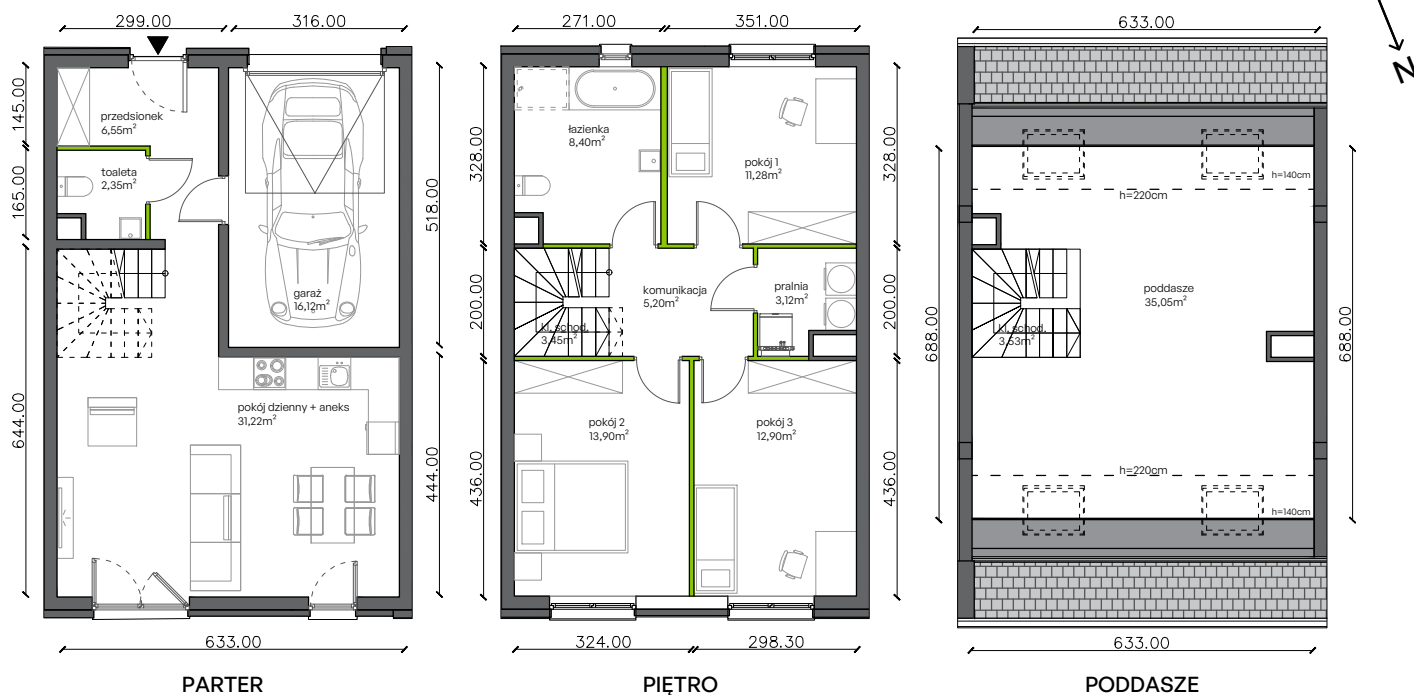 299.00
316.00
145.00
165.00
644.00
518.00
444.00
przedsionek
6,55m²
toaleta
2,35m²
garaż
16,12m²
pokój dzienny + aneks
31,22m²
633.00
PARTER
271.00
351.00
328.00
200.00
436.00
328.00
200.00
436.00
łazienka
8,40m²
pokój 1
11,28m²
komunikacja
5,20m²
pralnia
3,12m²
kl. schod.
3,45m²
pokój 2
13,90m²
pokój 3
12,90m²
324.00
298.30
PIĘTRO
633.00
N
688.00
688.00
h=140cm
h=220cm
poddasze
35,05m²
kl. schod.
3,63m²
h=220cm
h=140cm
633.00
PODDASZE